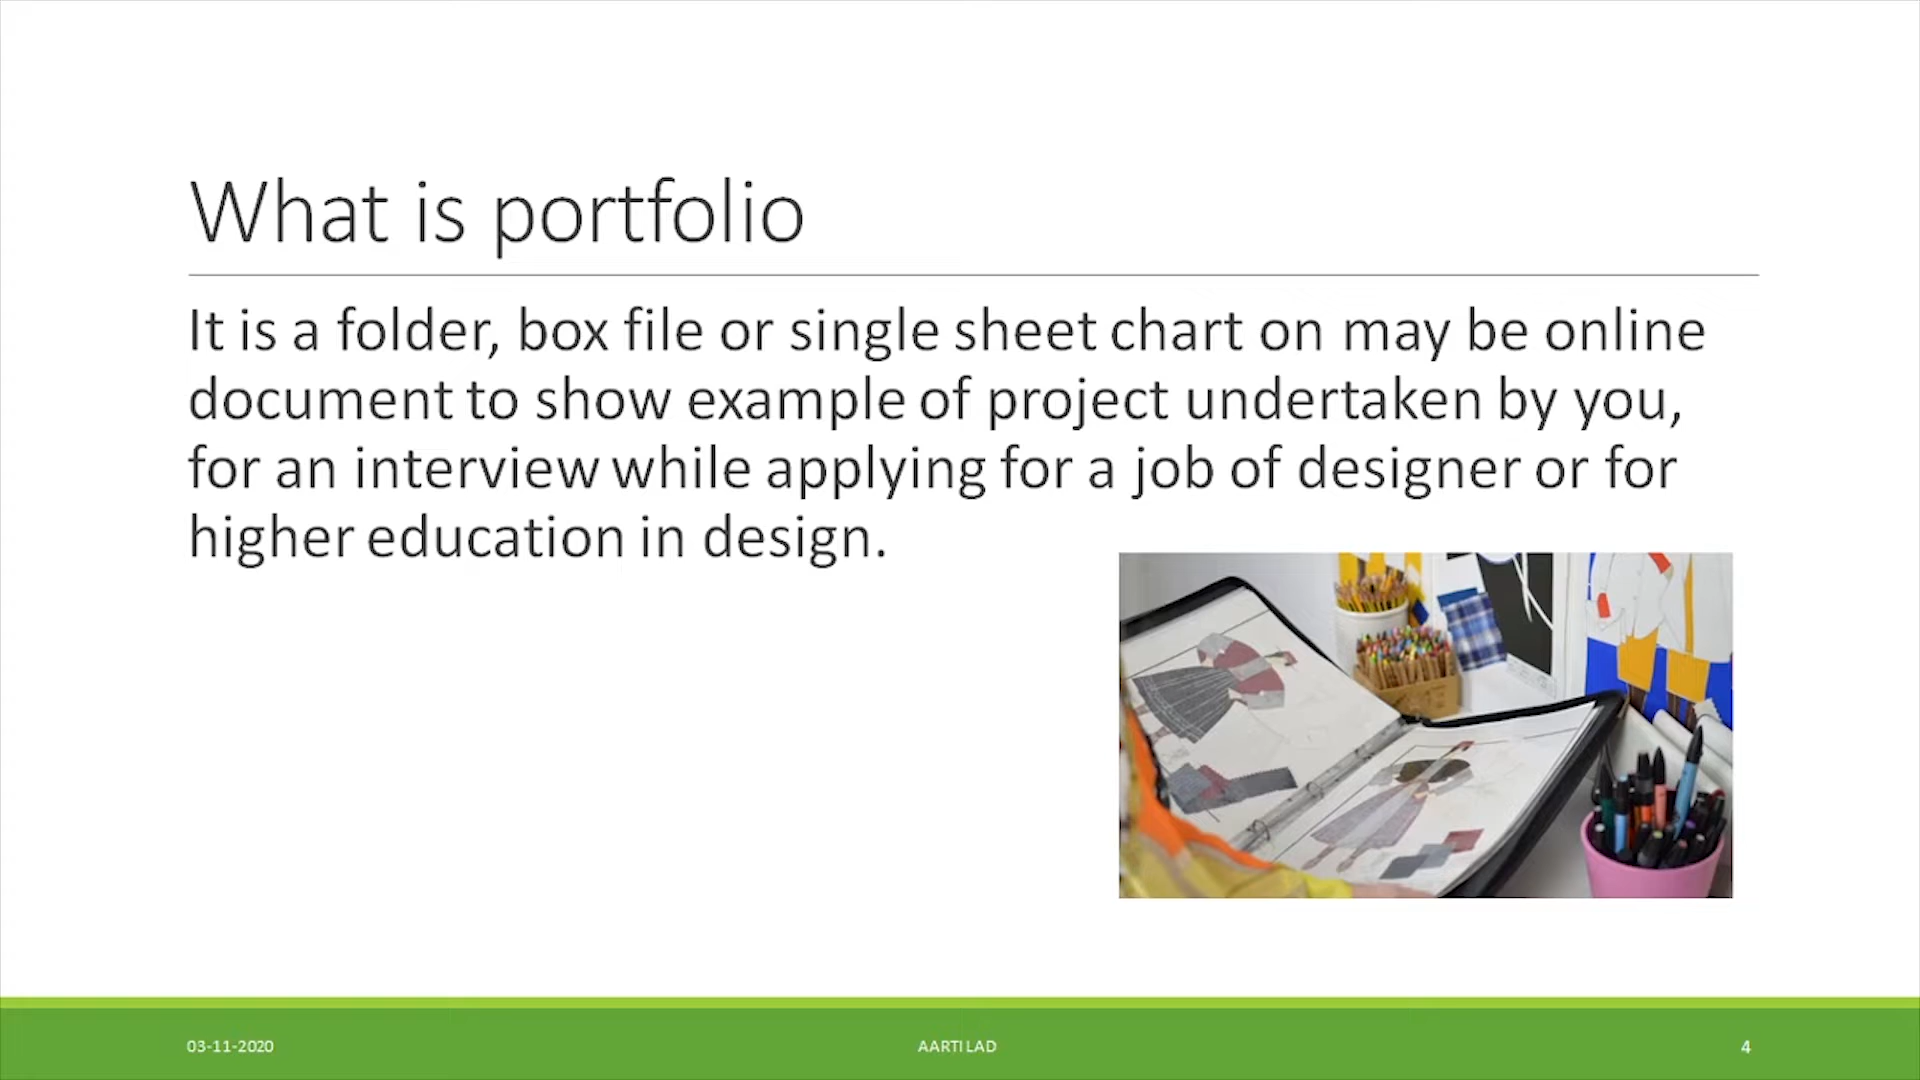 What is portfolio
It is a folder, box file or single sheet chart on may be online
document to show example of project undertaken by you,
for an interview while applying for a job of designer or for
higher education in design.
03-11-2020
AARTI LAD
4